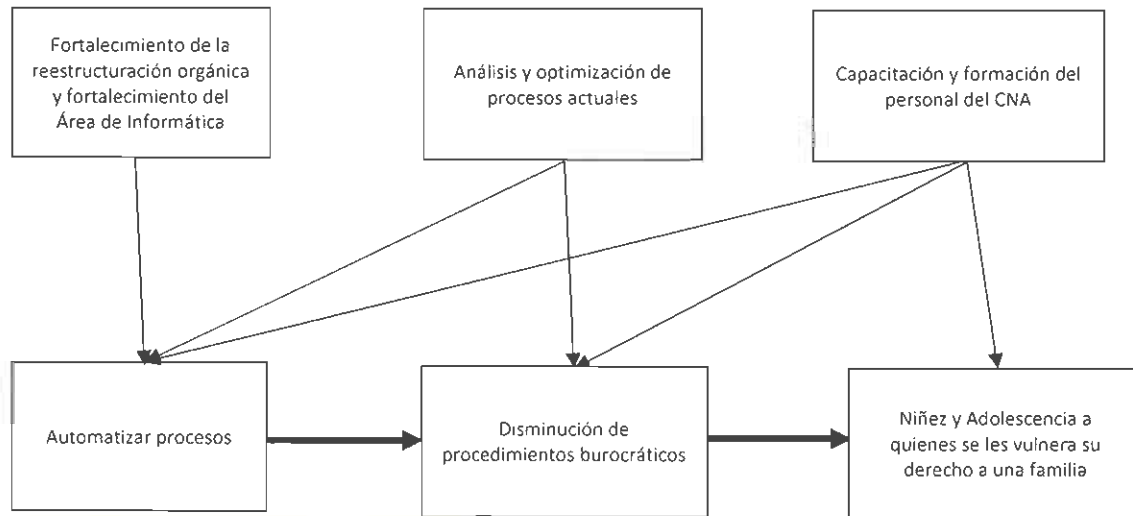 Fortalecimiento de la
reestructuración orgánica
y fortalecimiento del
Área de Informática
Análisis y optimización de
procesos actuales
Capacitación y formación del
personal del CNA
Automatizar procesos
Disminución de
procedimientos burocráticos
Niñez y Adolescencia a
quienes se les vulnera su
derecho a una familia